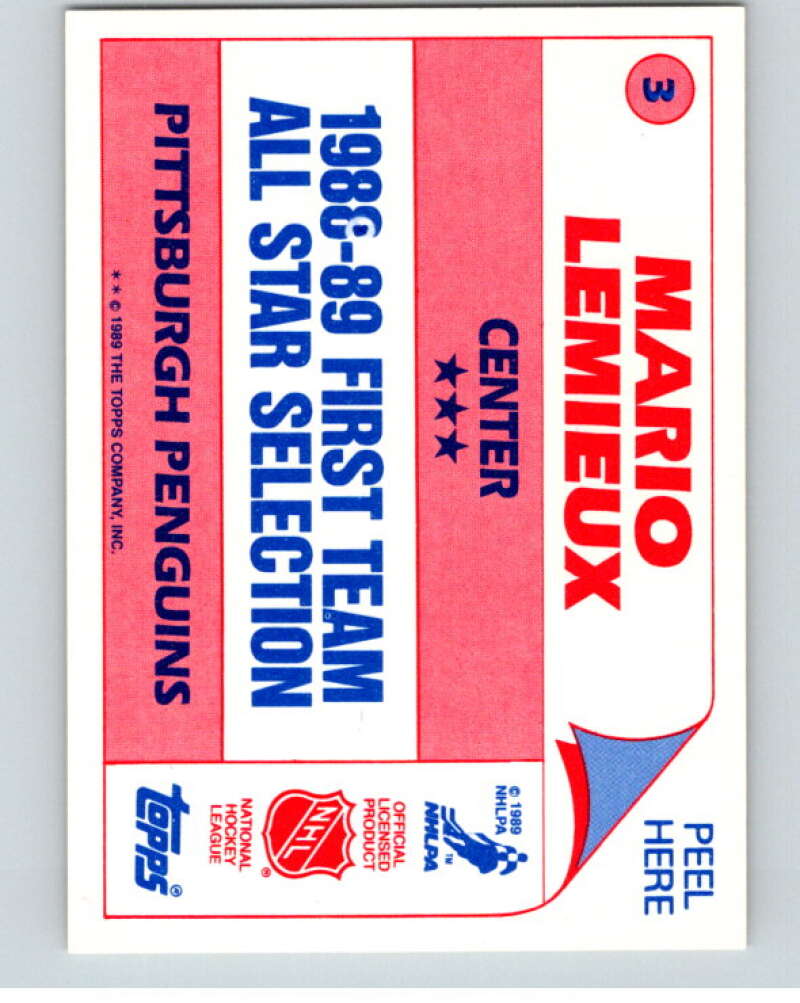 3
MARIO
LEMIEUX
CENTER
★★★
1988-89 FIRST TEAM
ALL STAR SELECTION
PITTSBURGH PENGUINS
* * © 1989 THE TOPPS COMPANY, INC.
PEEL
HERE
© 1989
NHLPA
NHLPA™
OFFICIAL
LICENSED
PRODUCT
NHL®
NATIONAL
HOCKEY
LEAGUE
topps®